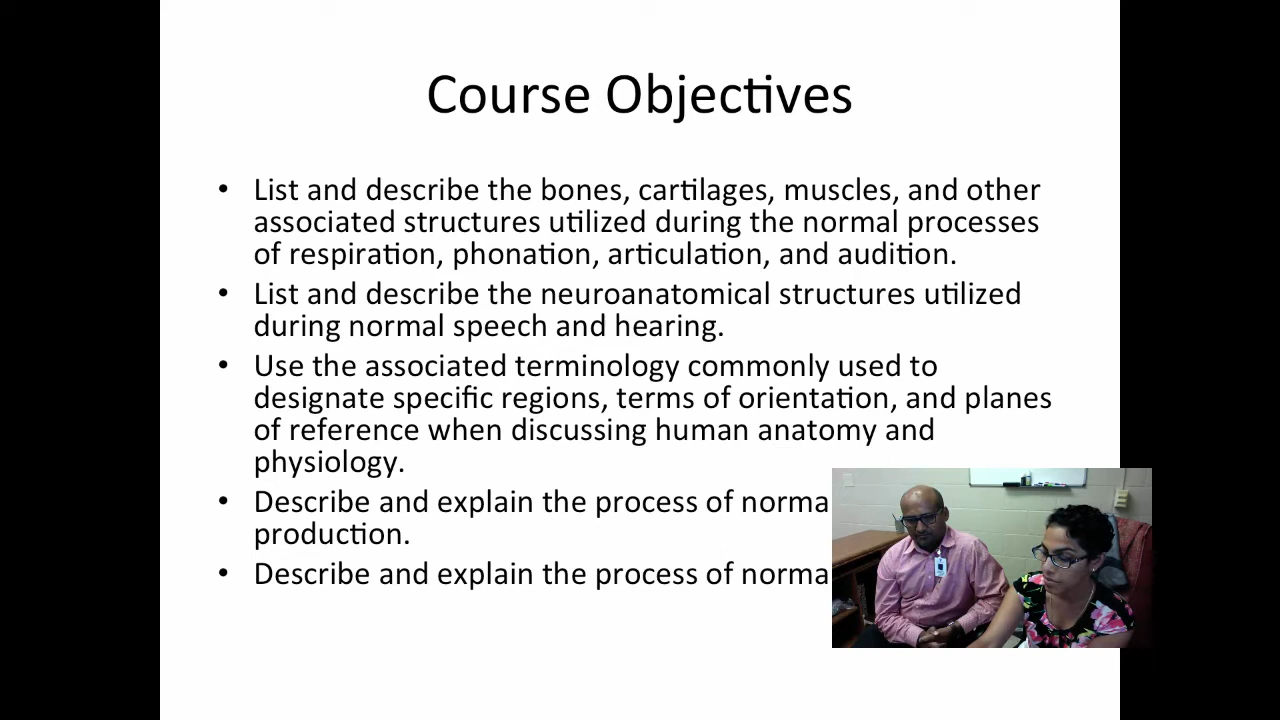 Course Objectives
• List and describe the bones, cartilages, muscles, and other
associated structures utilized during the normal processes
of respiration, phonation, articulation, and audition.
• List and describe the neuroanatomical structures utilized
during normal speech and hearing.
• Use the associated terminology commonly used to
designate specific regions, terms of orientation, and planes
of reference when discussing human anatomy and
physiology.
• Describe and explain the process of norma
production.
• Describe and explain the process of norma